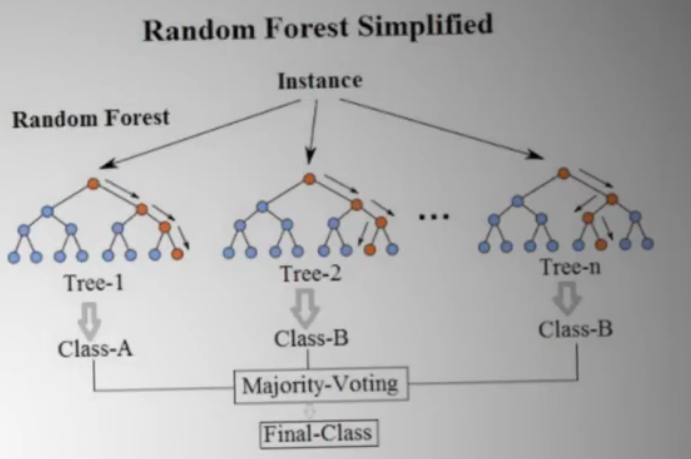 Random Forest Simplified
Instance
Random Forest
...
Tree-1
Tree-2
Tree-n
Class-A
Class-B
Class-B
Majority-Voting
Final-Class